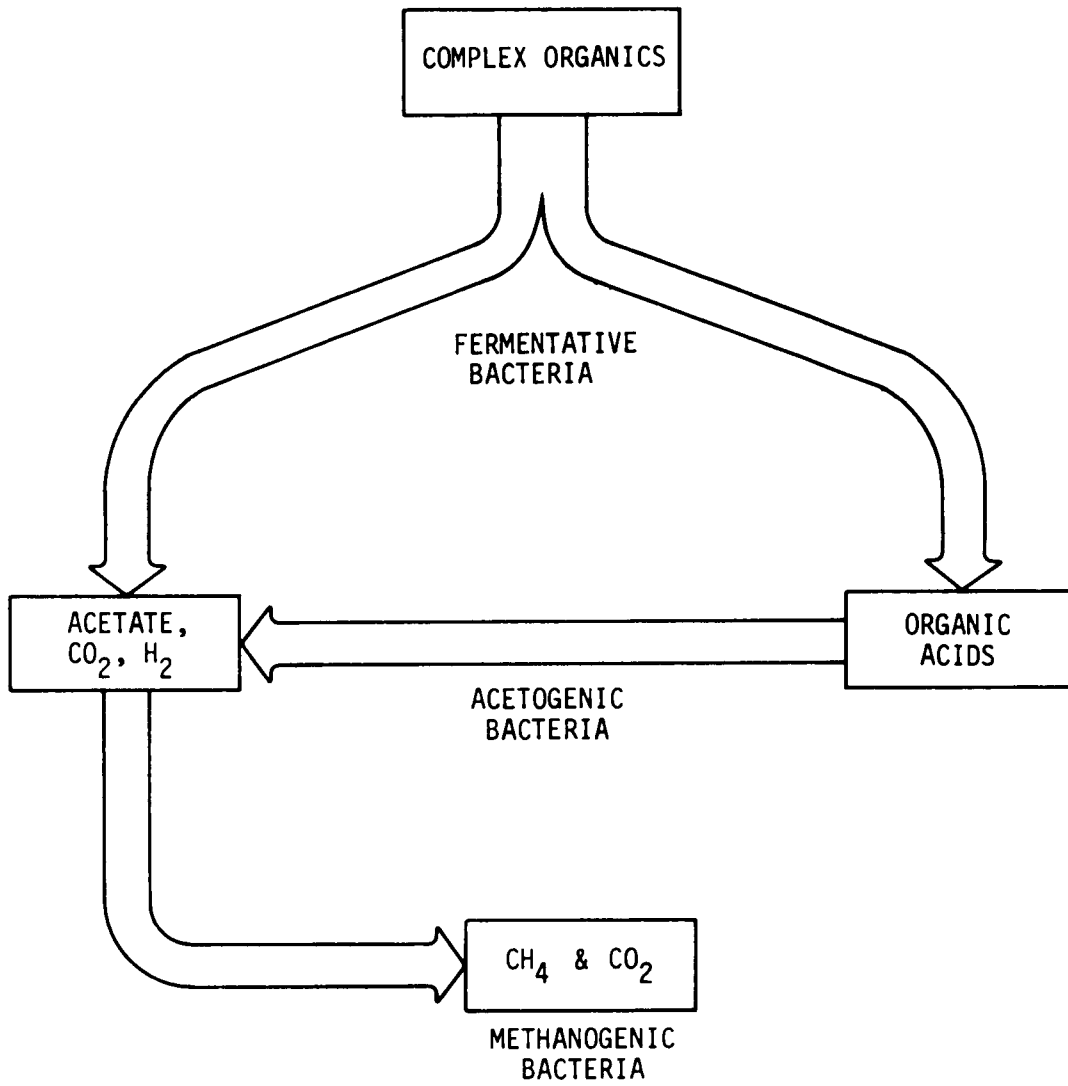 COMPLEX ORGANICS
FERMENTATIVE
BACTERIA
ACETATE,
CO2, H2
ORGANIC
ACIDS
ACETOGENIC
BACTERIA
CH4 & CO2
METHANOGENIC
BACTERIA